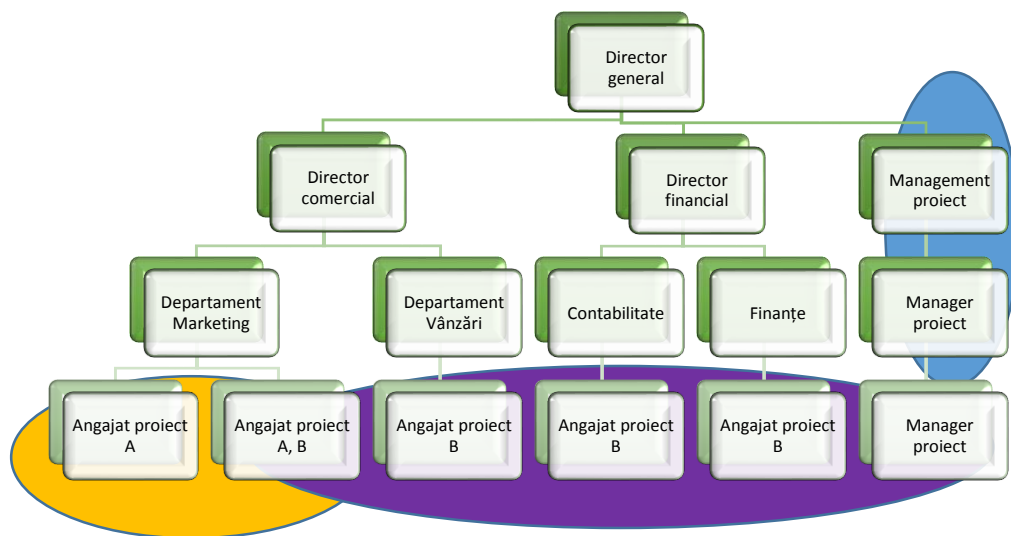 Director
general
Director
comercial
Director
financial
Management
proiect
Departament
Marketing
Departament
Vânzări
Contabilitate
Finanțe
Manager
proiect
Angajat proiect
A
Angajat proiect
A, B
Angajat proiect
B
Angajat proiect
B
Angajat proiect
B
Manager
proiect